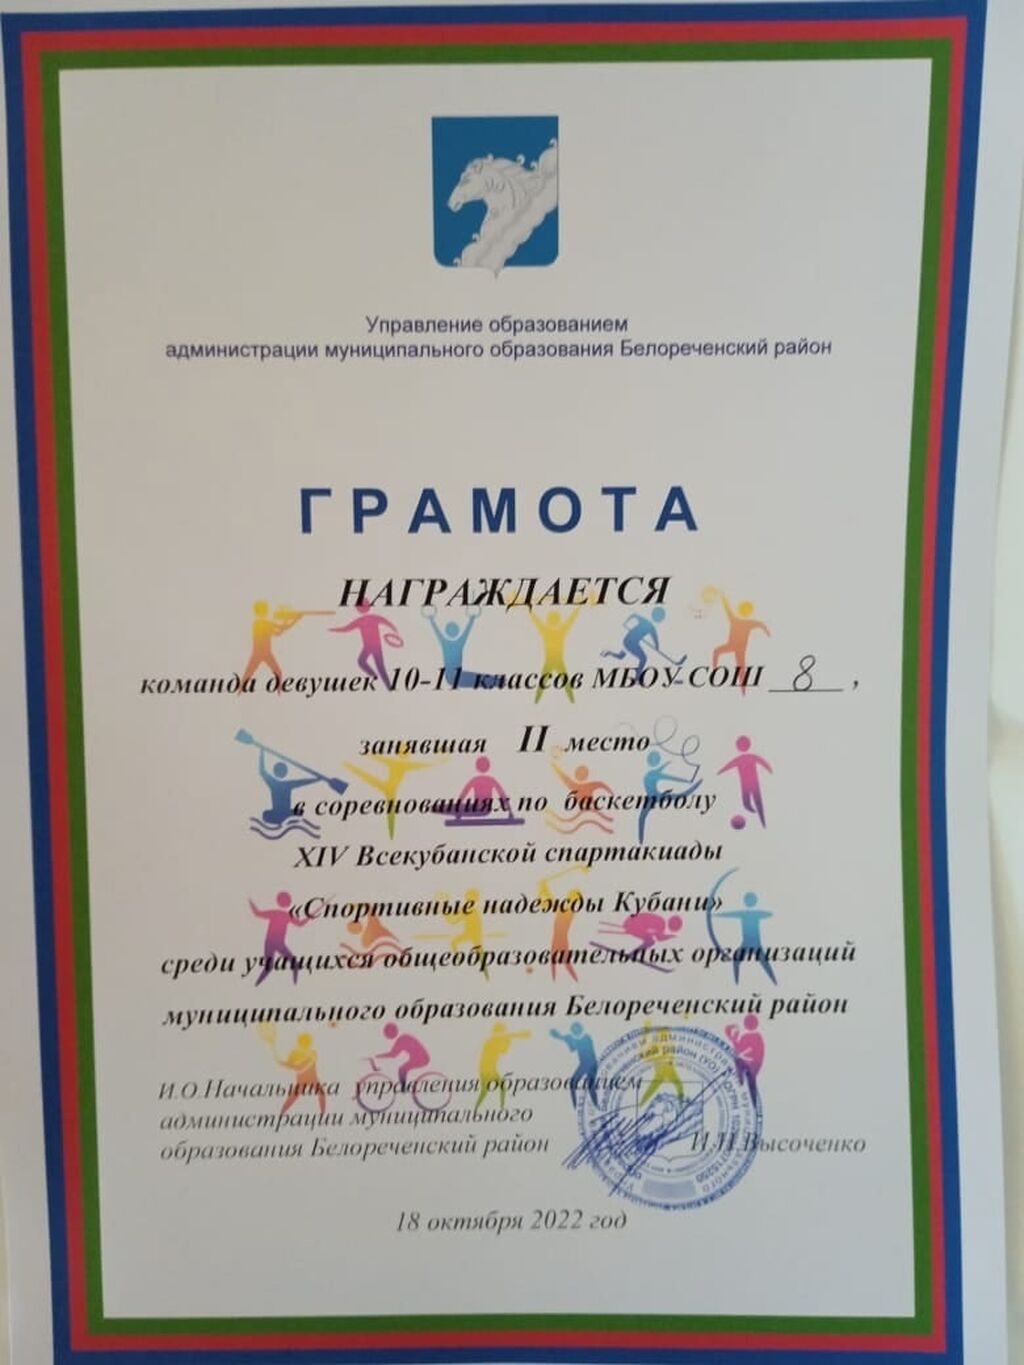 Управление образованием
администрации муниципального образования Белореченский район
ГРАМОТА
НАГРАЖДАЕТСЯ
команда девушек 10-11 классов МБОУ СОШ 8,
занявшая II место
в соревнованиях по баскетболу
XIV Всекубанской спартакиады
«Спортивные надежды Кубани»
среди учащихся общеобразовательных организаций
муниципального образования Белореченский район
И.О.Начальника управления образованием
администрации муниципального
образования Белореченский район И.П.Высоченко
18 октября 2022 год